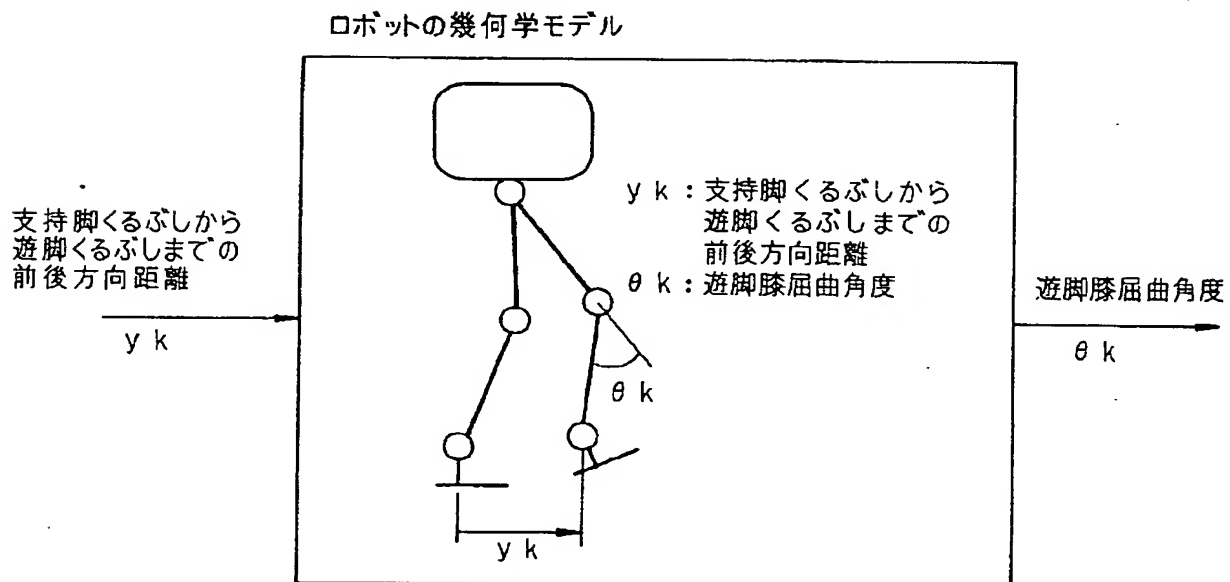 ロボットの幾何学モデル
支持脚くるぶしから
遊脚くるぶしまでの
前後方向距離
y k
y k : 支持脚くるぶしから
遊脚くるぶしまでの
前後方向距離
θ k : 遊脚膝屈曲角度
θ k
y k
遊脚膝屈曲角度
θ k